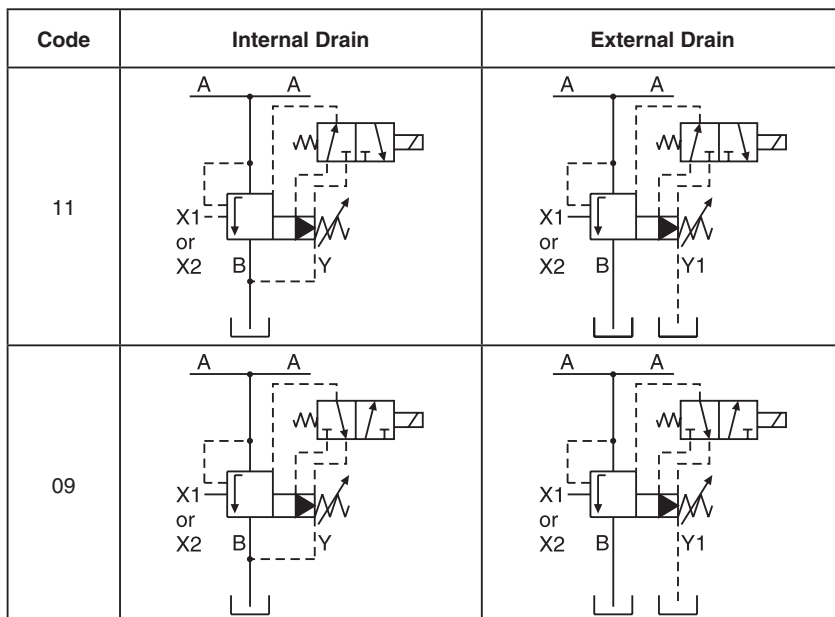 Code Internal Drain External Drain
11
A A
X1
or
X2 B Y
A A
X1
or
X2 B Y1
09
A A
X1
or
X2 B Y
A A
X1
or
X2 B Y1